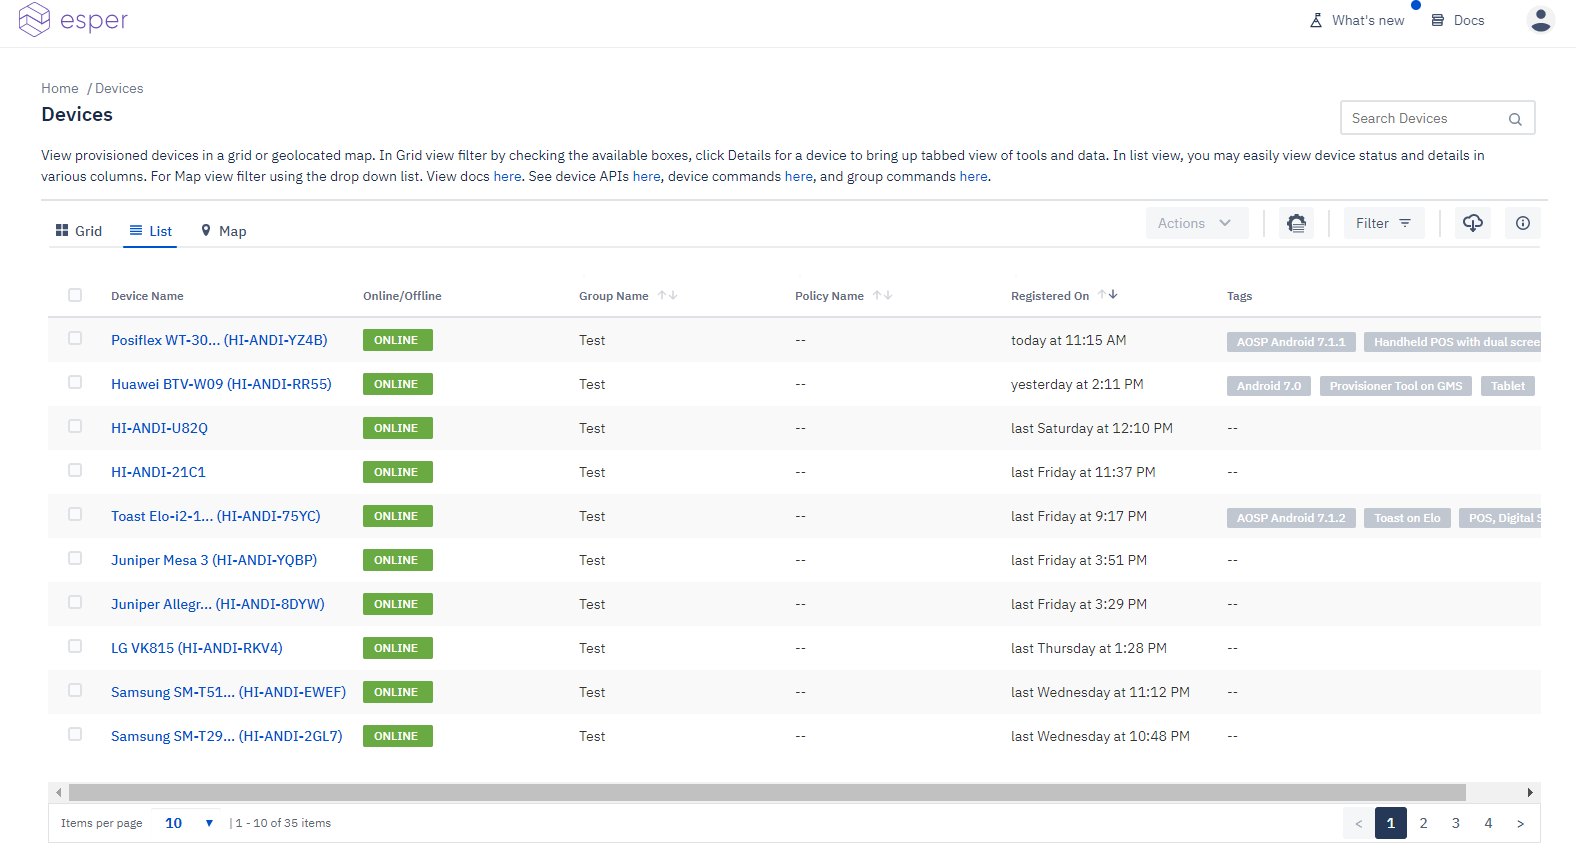 esper
What's new
Docs
Home / Devices
Devices
Search Devices
View provisioned devices in a grid or geolocated map. In Grid view filter by checking the available boxes, click Details for a device to bring up tabbed view of tools and data. In list view, you may easily view device status and details in
various columns. For Map view filter using the drop down list. View docs here. See device APIs here, device commands here, and group commands here.
Grid List Map Actions Filter
Device Name Online/Offline Group Name Policy Name Registered On Tags
Posiflex WT-30... (HI-ANDI-YZ4B) ONLINE Test -- today at 11:15 AM AOSP Android 7.1.1 Handheld POS with dual scree
Huawei BTV-W09 (HI-ANDI-RR55) ONLINE Test -- yesterday at 2:11 PM Android 7.0 Provisioner Tool on GMS Tablet
HI-ANDI-U82Q ONLINE Test -- last Saturday at 12:10 PM --
HI-ANDI-21C1 ONLINE Test -- last Friday at 11:37 PM --
Toast Elo-i2-1... (HI-ANDI-75YC) ONLINE Test -- last Friday at 9:17 PM AOSP Android 7.1.2 Toast on Elo POS, Digital S
Juniper Mesa 3 (HI-ANDI-YQBP) ONLINE Test -- last Friday at 3:51 PM --
Juniper Allegr... (HI-ANDI-8DYW) ONLINE Test -- last Friday at 3:29 PM --
LG VK815 (HI-ANDI-RKV4) ONLINE Test -- last Thursday at 1:28 PM --
Samsung SM-T51... (HI-ANDI-EWEF) ONLINE Test -- last Wednesday at 11:12 PM --
Samsung SM-T29... (HI-ANDI-2GL7) ONLINE Test -- last Wednesday at 10:48 PM --
Items per page 10 | 1 - 10 of 35 items < 1 2 3 4 >